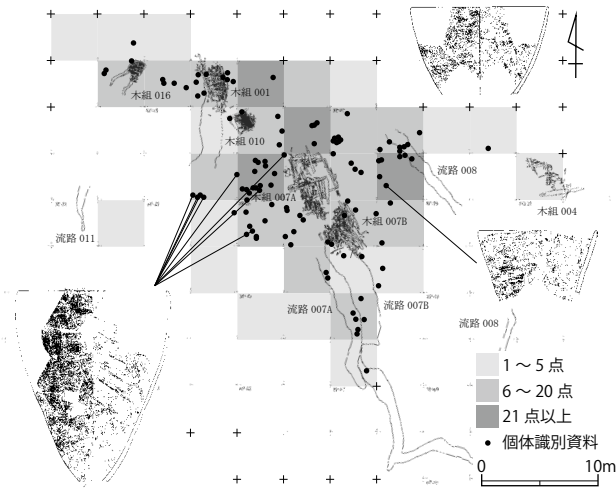 木組 016
木組 001
木組 010
流路 008
木組 007A
木組 004
木組 007B
流路 011
流路 007A
流路 007B
流路 008
1 ～ 5 点
6 ～ 20 点
21 点以上
個体識別資料
0 10m